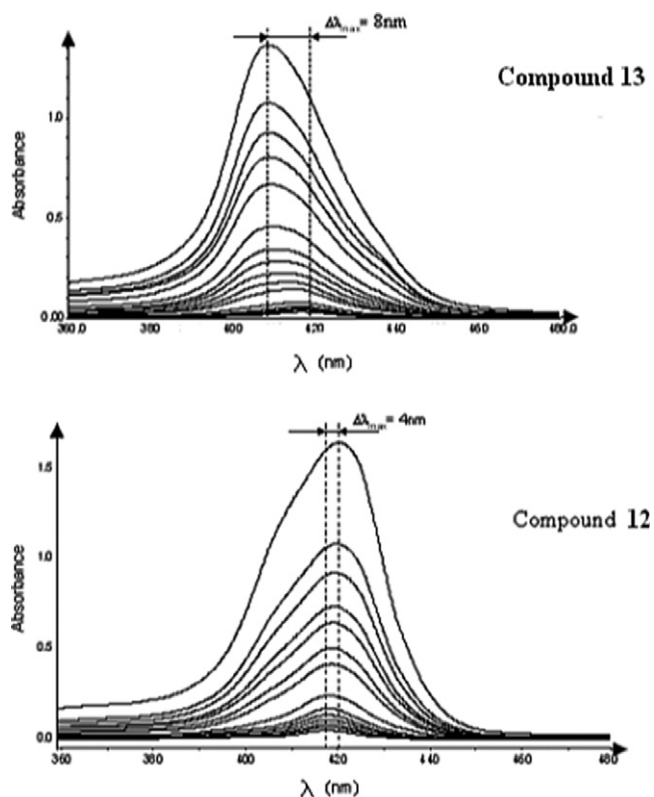 Δλmax= 8nm
Compound 13
1.0
Absorbance
0.5
0.00
360.0 380 400 420 440 460 480.0
λ (nm)
Δλmax= 4nm
1.5
Compound 12
1.0
Absorbance
0.5
0.0
360 380 400 420 440 460 480
λ (nm)